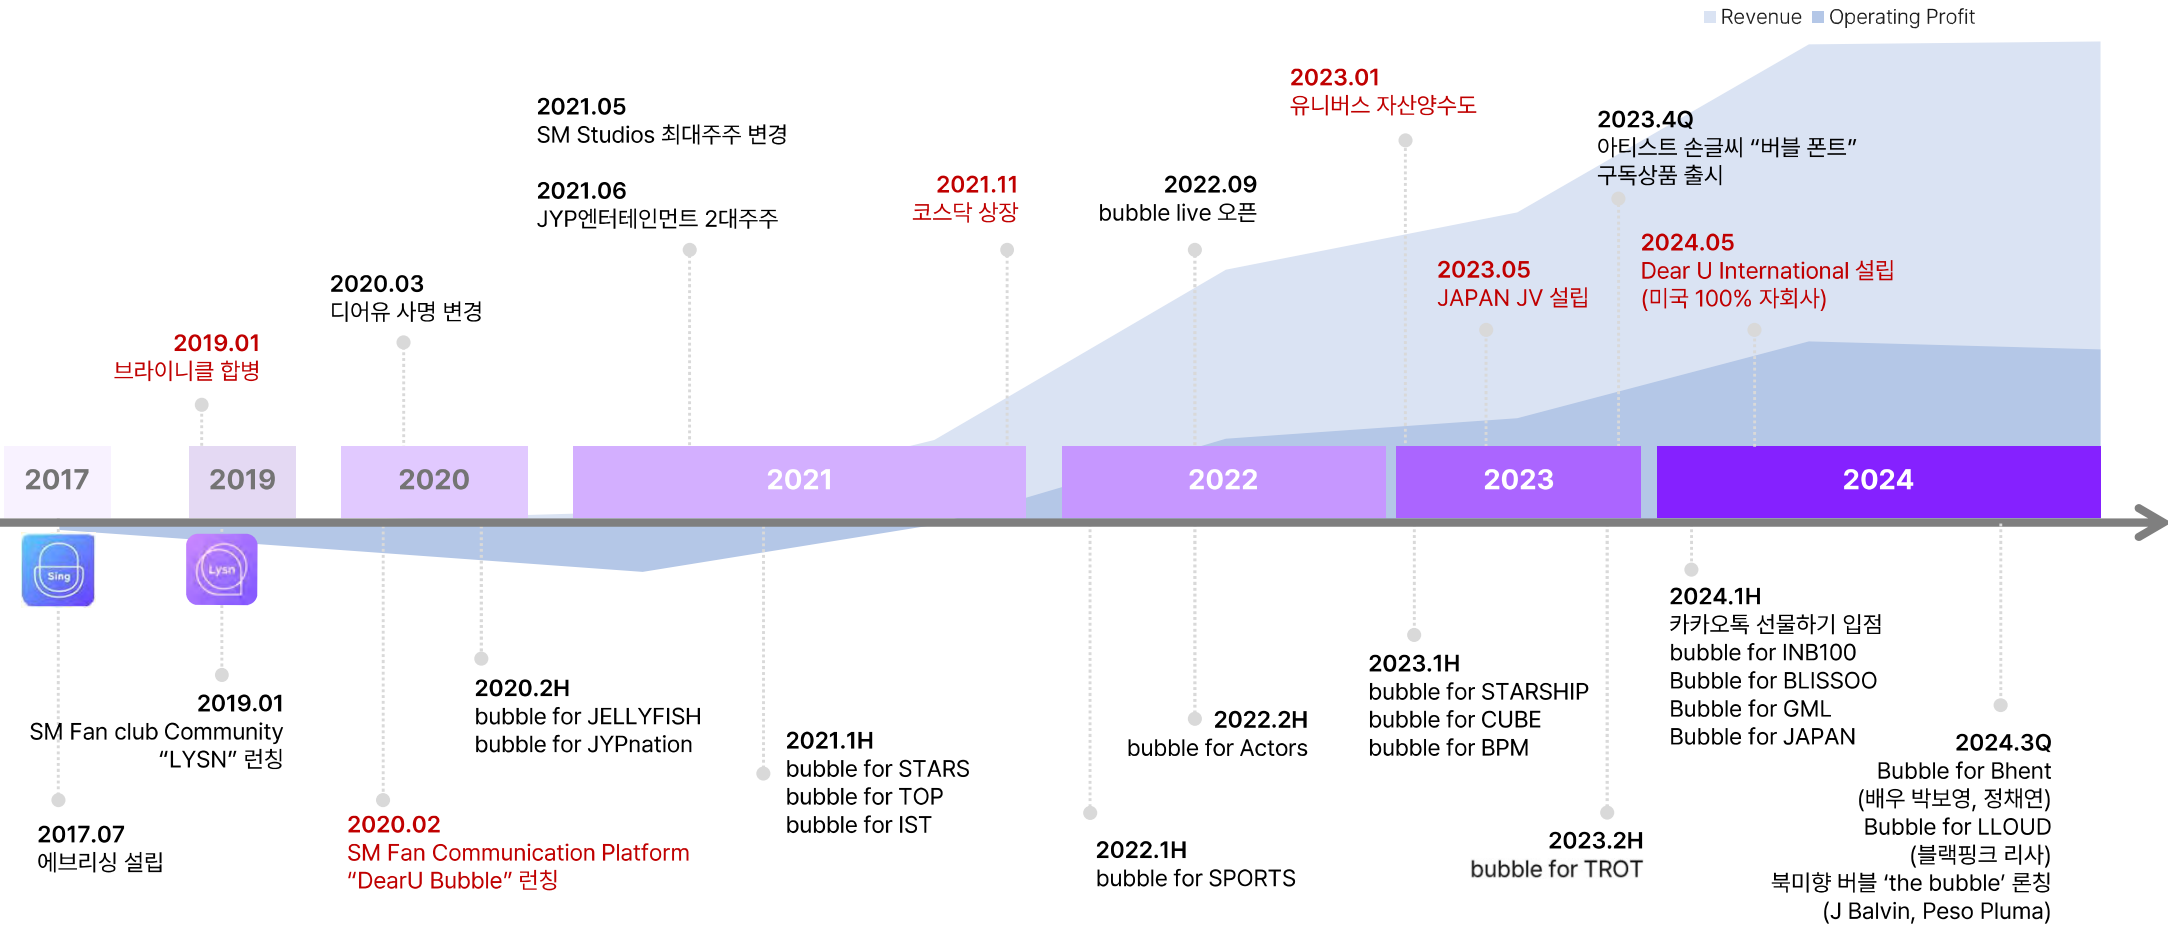 Revenue
Operating Profit
2023.01
유니버스 자산양수도
2021.05
SM Studios 최대주주 변경
2023.4Q
아티스트 손글씨 “버블 폰트”
구독상품 출시
2021.06
JYP엔터테인먼트 2대주주
2021.11
코스닥 상장
2022.09
bubble live 오픈
2024.05
Dear U International 설립
(미국 100% 자회사)
2023.05
JAPAN JV 설립
2020.03
디어유 사명 변경
2019.01
브라이니클 합병
2017
2019
2020
2021
2022
2023
2024
Sing
Lysn
2017.07
에브리싱 설립
2019.01
SM Fan club Community
“LYSN” 런칭
2020.02
SM Fan Communication Platform
“DearU Bubble” 런칭
2020.2H
bubble for JELLYFISH
bubble for JYPnation
2021.1H
bubble for STARS
bubble for TOP
bubble for IST
2022.1H
bubble for SPORTS
2022.2H
bubble for Actors
2023.1H
bubble for STARSHIP
bubble for CUBE
bubble for BPM
2023.2H
bubble for TROT
2024.1H
카카오톡 선물하기 입점
bubble for INB100
Bubble for BLISSOO
Bubble for GML
Bubble for JAPAN
2024.3Q
Bubble for Bhent
(배우 박보영, 정채연)
Bubble for LLOUD
(블랙핑크 리사)
북미향 버블 ‘the bubble’ 론칭
(J Balvin, Peso Pluma)